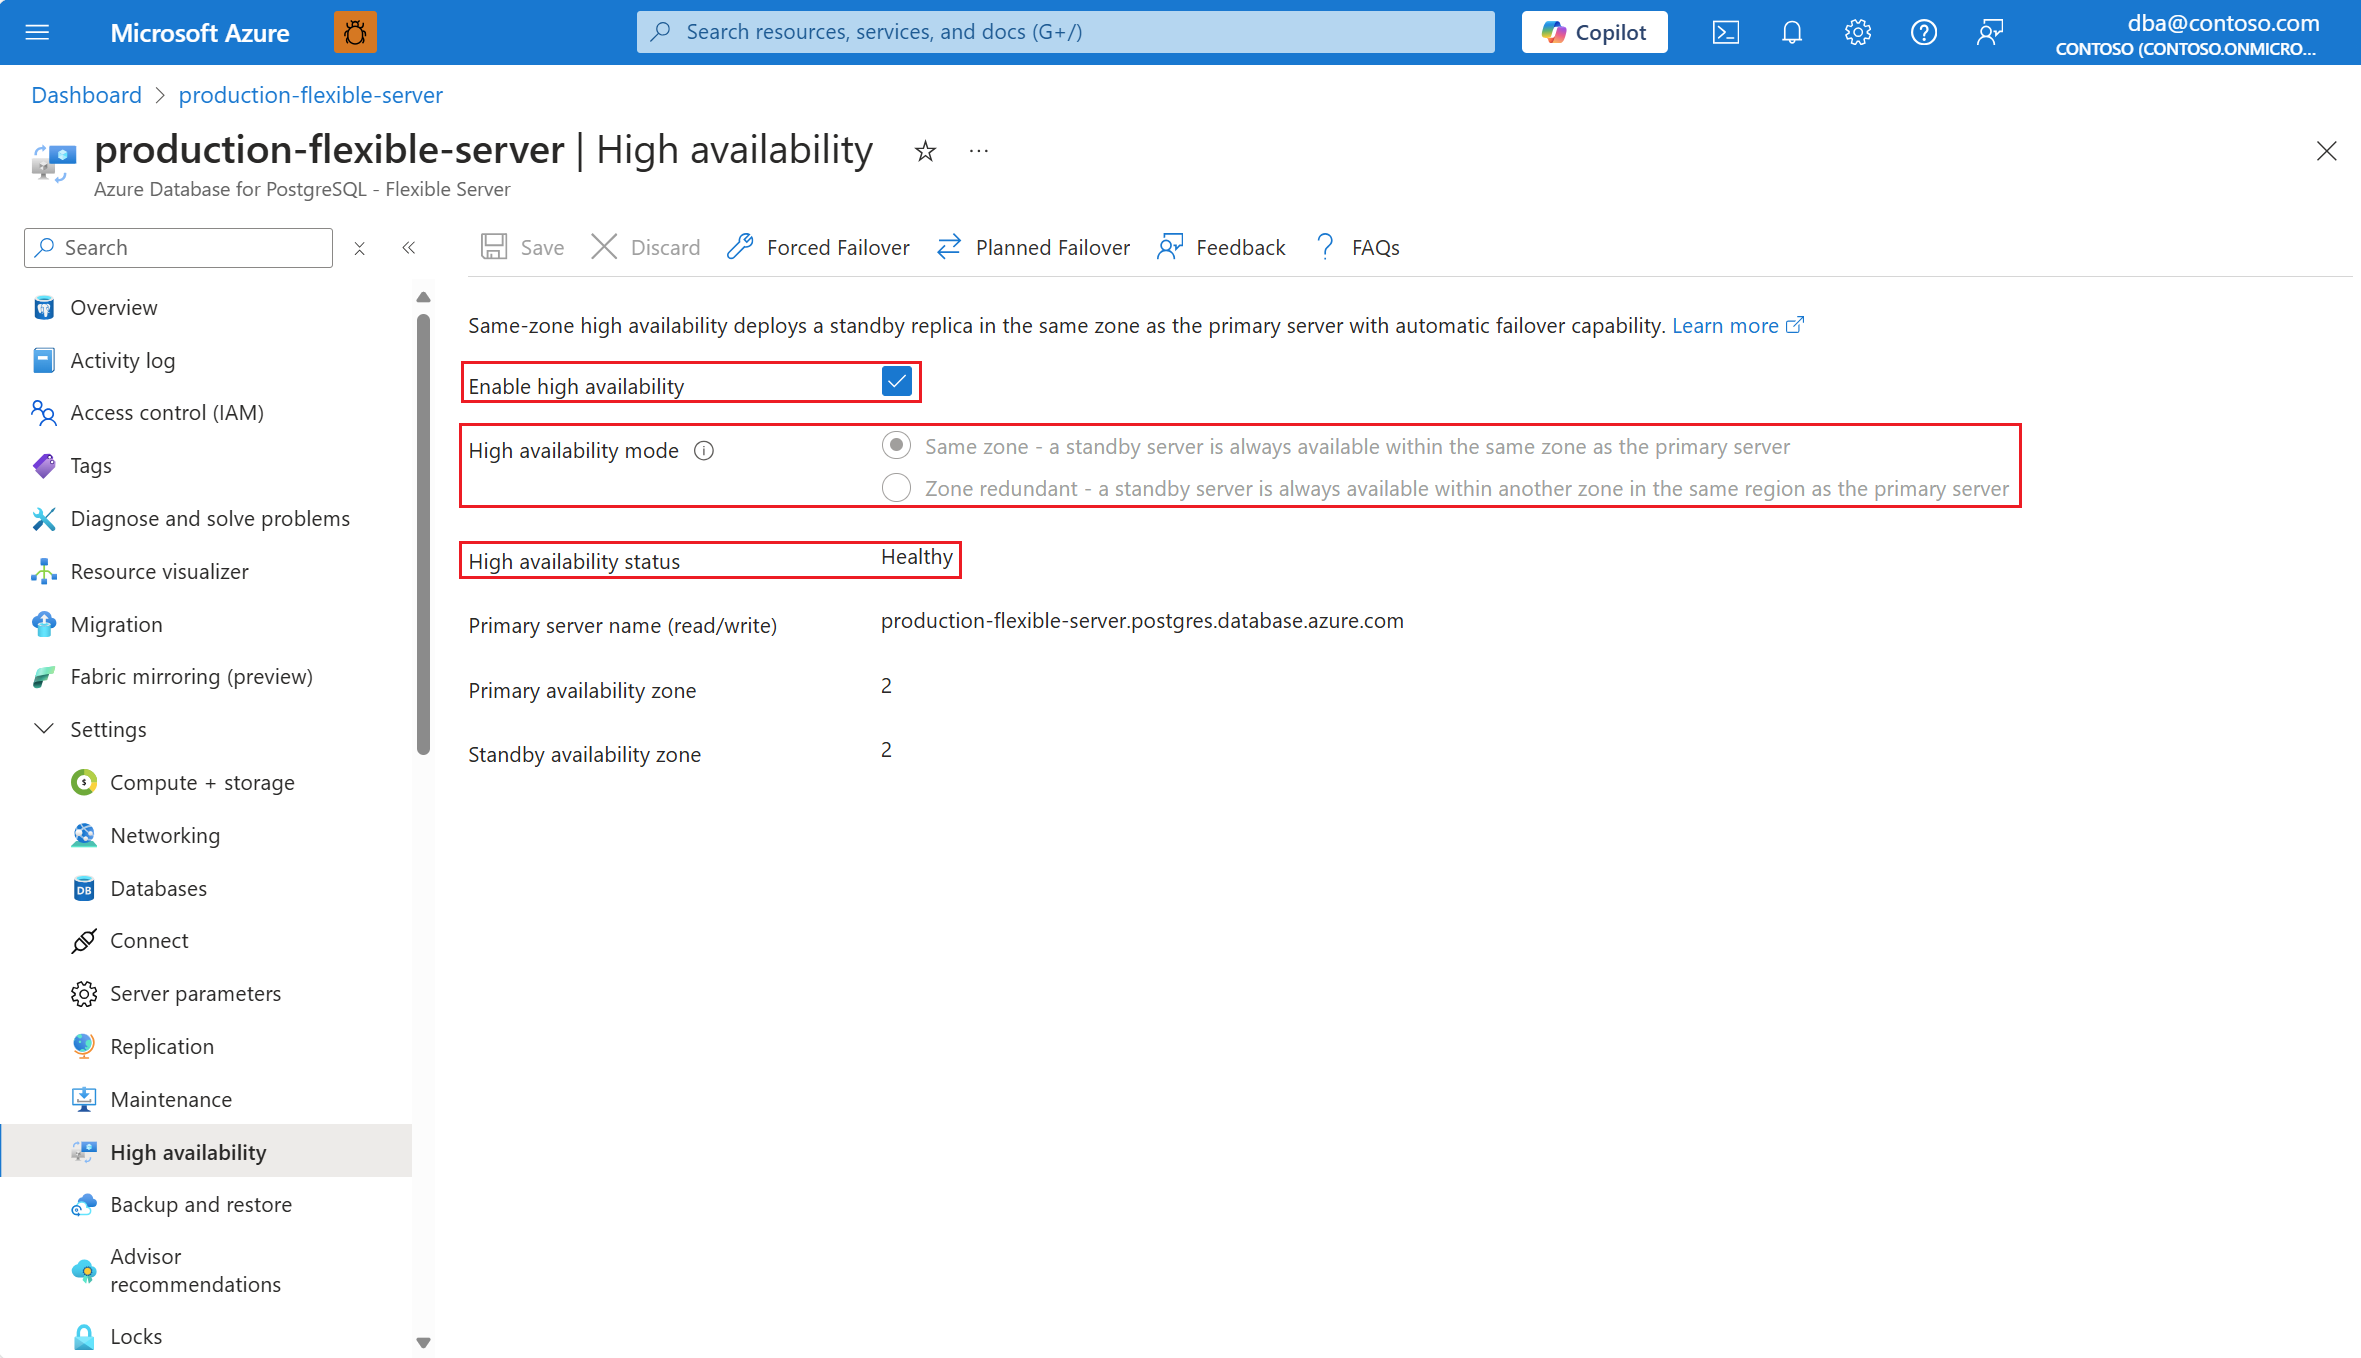 Microsoft Azure
Search resources, services, and docs (G+/)
Copilot
dba@contoso.com
CONTOSO (CONTOSO.ONMICRO...
Dashboard > production-flexible-server
production-flexible-server | High availability
Azure Database for PostgreSQL - Flexible Server
Search
Save
Discard
Forced Failover
Planned Failover
Feedback
FAQs
Overview
Activity log
Access control (IAM)
Tags
Diagnose and solve problems
Resource visualizer
Migration
Fabric mirroring (preview)
Settings
Compute + storage
Networking
Databases
Connect
Server parameters
Replication
Maintenance
High availability
Backup and restore
Advisor
recommendations
Locks
Same-zone high availability deploys a standby replica in the same zone as the primary server with automatic failover capability. Learn more
Enable high availability
High availability mode
Same zone - a standby server is always available within the same zone as the primary server
Zone redundant - a standby server is always available within another zone in the same region as the primary server
High availability status
Healthy
Primary server name (read/write)
production-flexible-server.postgres.database.azure.com
Primary availability zone
2
Standby availability zone
2